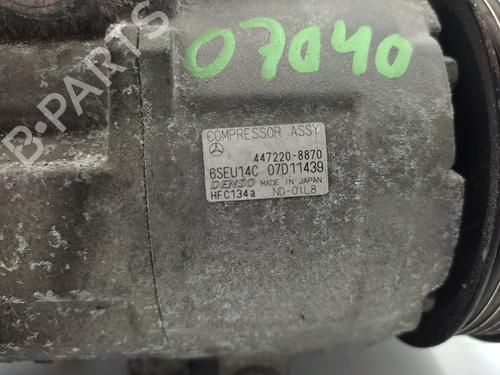 07040
COMPRESSOR ASSY
447220-8870
6SEU14C 07D11439
DENSO MADE IN JAPAN
HFC134a ND-OIL8
B-PARTS